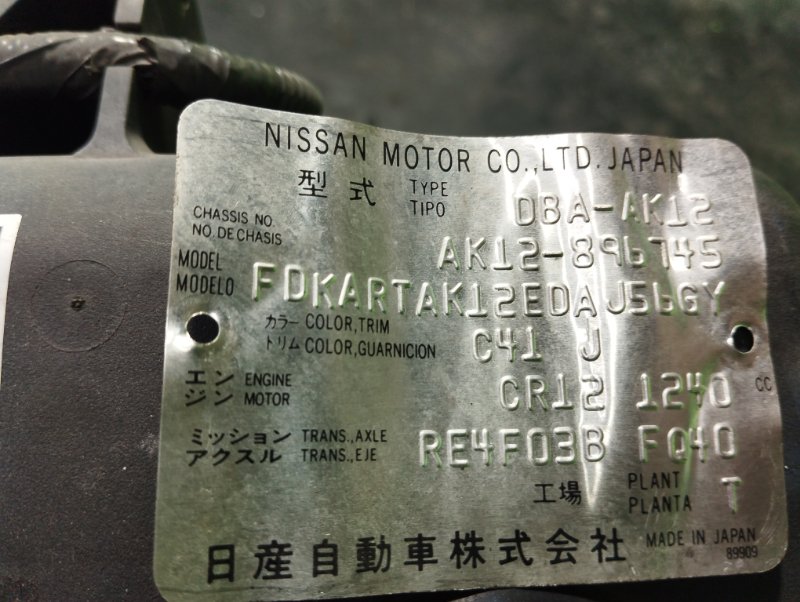 NISSAN MOTOR CO.,LTD. JAPAN
型式 TYPE TIPO DBA-AK12
CHASSIS NO. NO. DE CHASIS AK12-896745
MODEL MODELO FDKARTAK12EDA J56GY
カラー COLOR, TRIM
トリム COLOR, GUARNICION C41 J
エンジン ENGINE MOTOR CR12 1240 CC
ミッション TRANS., AXLE
アクスル TRANS., EJE RE4F03B FQ40
工場 PLANT PLANTA T
日産自動車株式会社 MADE IN JAPAN
89909